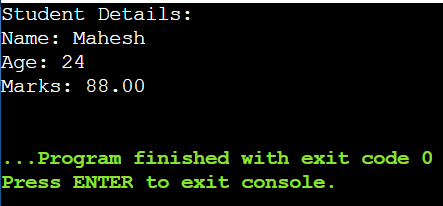 Student Details:
Name: Mahesh
Age: 24
Marks: 88.00
...Program finished with exit code 0
Press ENTER to exit console.